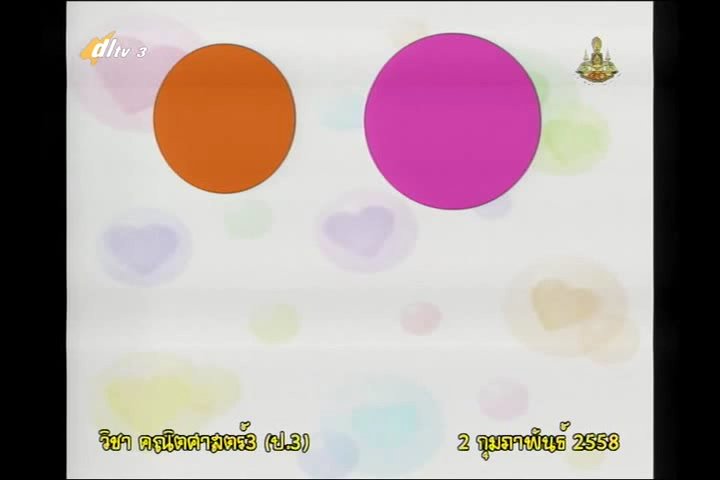 dltv 3
วิชา คณิตศาสตร์3 (ป.3)
2 กุมภาพันธ์ 2558